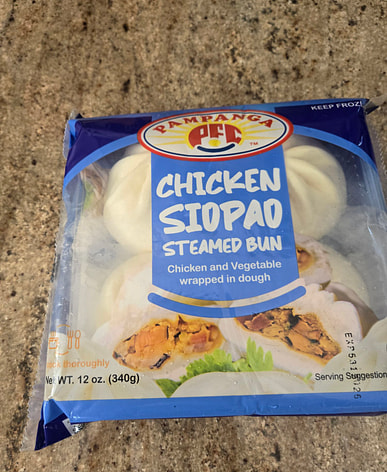 KEEP FROZ
PAMPANGA
PFC
TM
CHICKEN
SIOPAO
STEAMED BUN
Chicken and Vegetable
wrapped in dough
thoroughly
Net WT. 12 oz. (340g)
Serving Suggestion